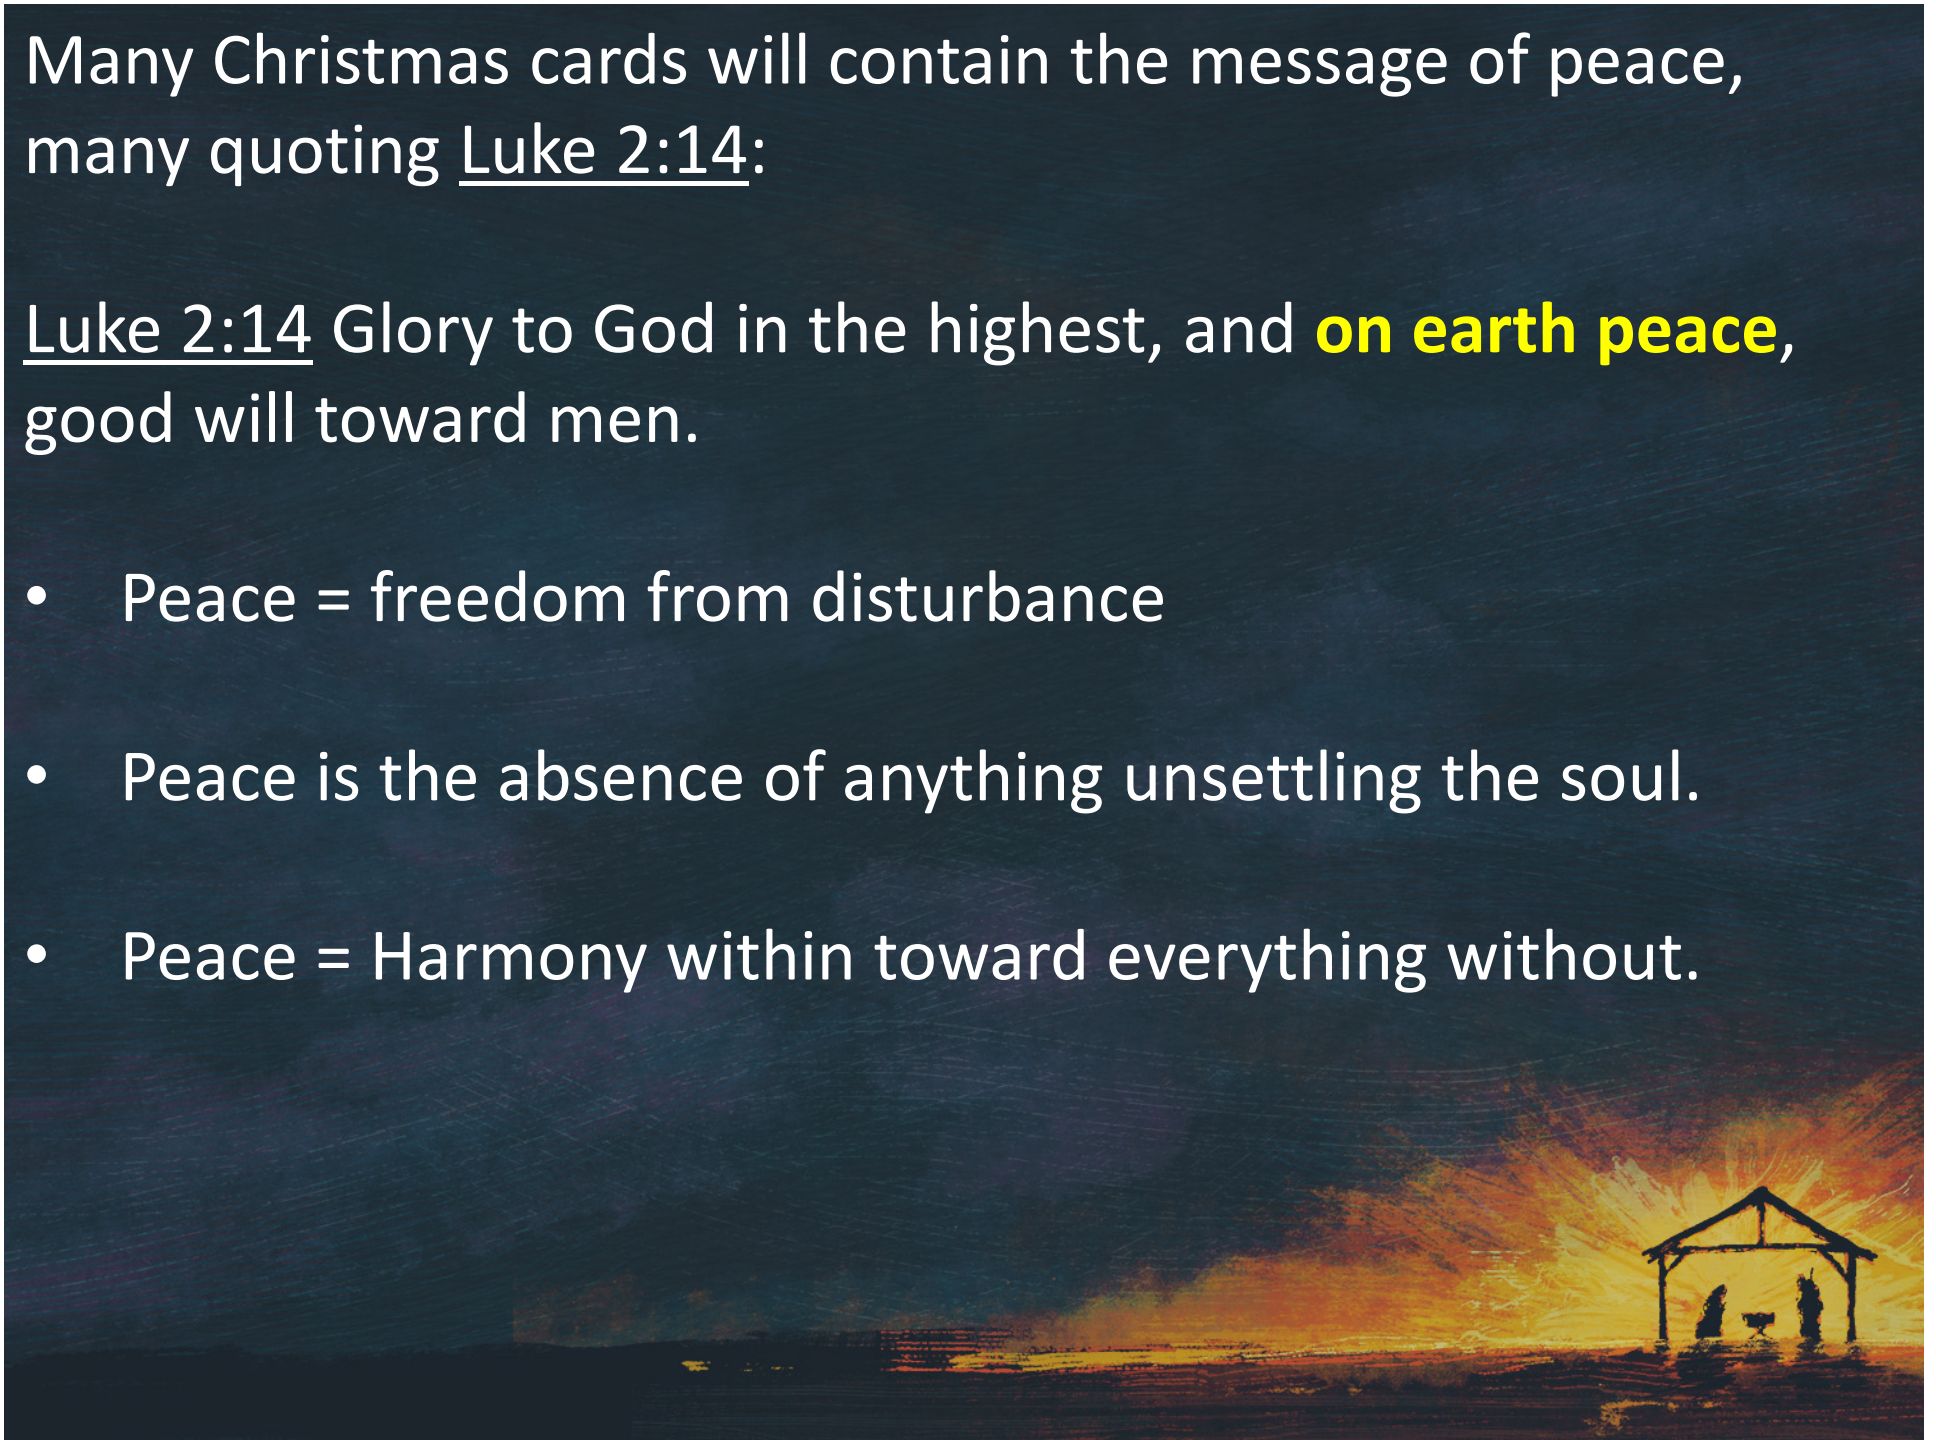 Many Christmas cards will contain the message of peace,
many quoting Luke 2:14:
Luke 2:14 Glory to God in the highest, and on earth peace,
good will toward men.
• Peace = freedom from disturbance
• Peace is the absence of anything unsettling the soul.
• Peace = Harmony within toward everything without.